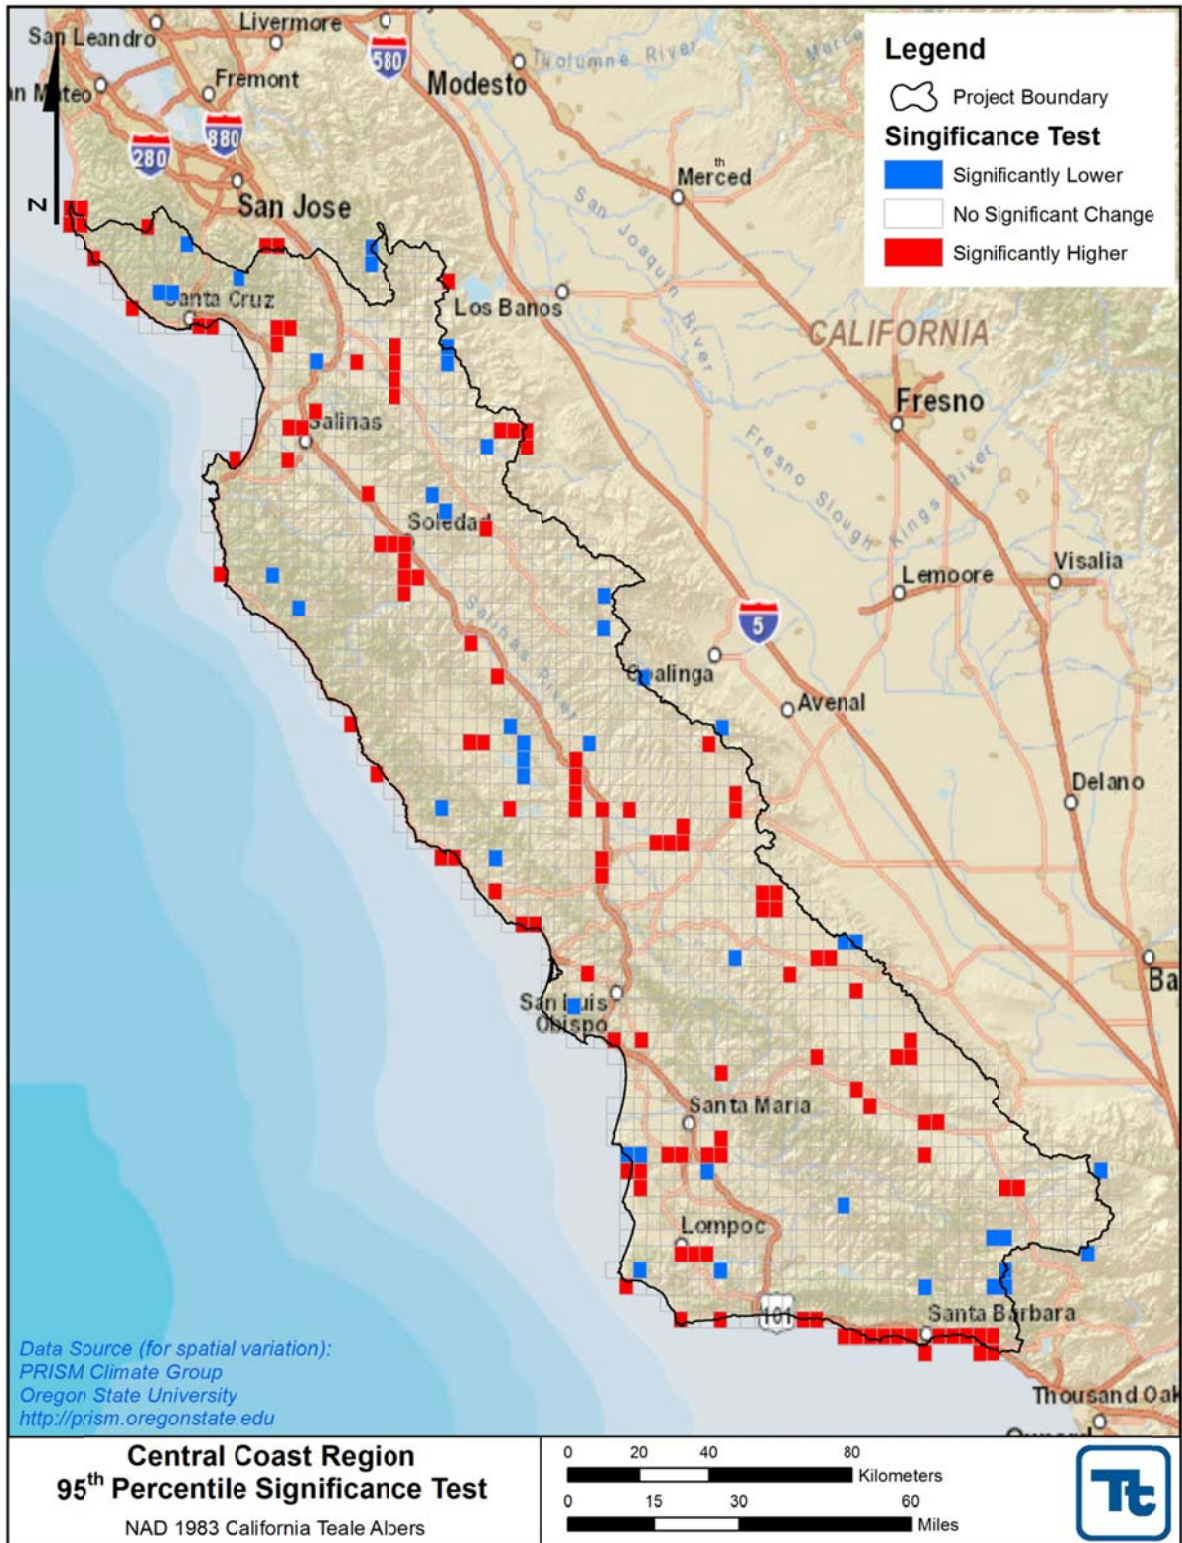 Livermore
San Leandro
580
Tuolumne River
Merce
Fremont
Modesto
an Mateo
880
280
th
Merced
San Jose
N
San Joaquin River
Los Banos
Santa Cruz
CALIFORNIA
Fresno
Salinas
Fresno Slough
Kings River
Soledad
Visalia
Lemoore
5
Salinas River
Coalinga
Avenal
Delano
Ba
San Luis
Obispo
Santa Maria
Lompoc
101
Santa Barbara
Thousand Oak
Legend
Project Boundary
Singificance Test
Significantly Lower
No Significant Change
Significantly Higher
Data Source (for spatial variation):
PRISM Climate Group
Oregon State University
http://prism.oregonstate.edu
Central Coast Region
95th Percentile Significance Test
NAD 1983 California Teale Albers
0 20 40 80
Kilometers
0 15 30 60
Miles
Tt